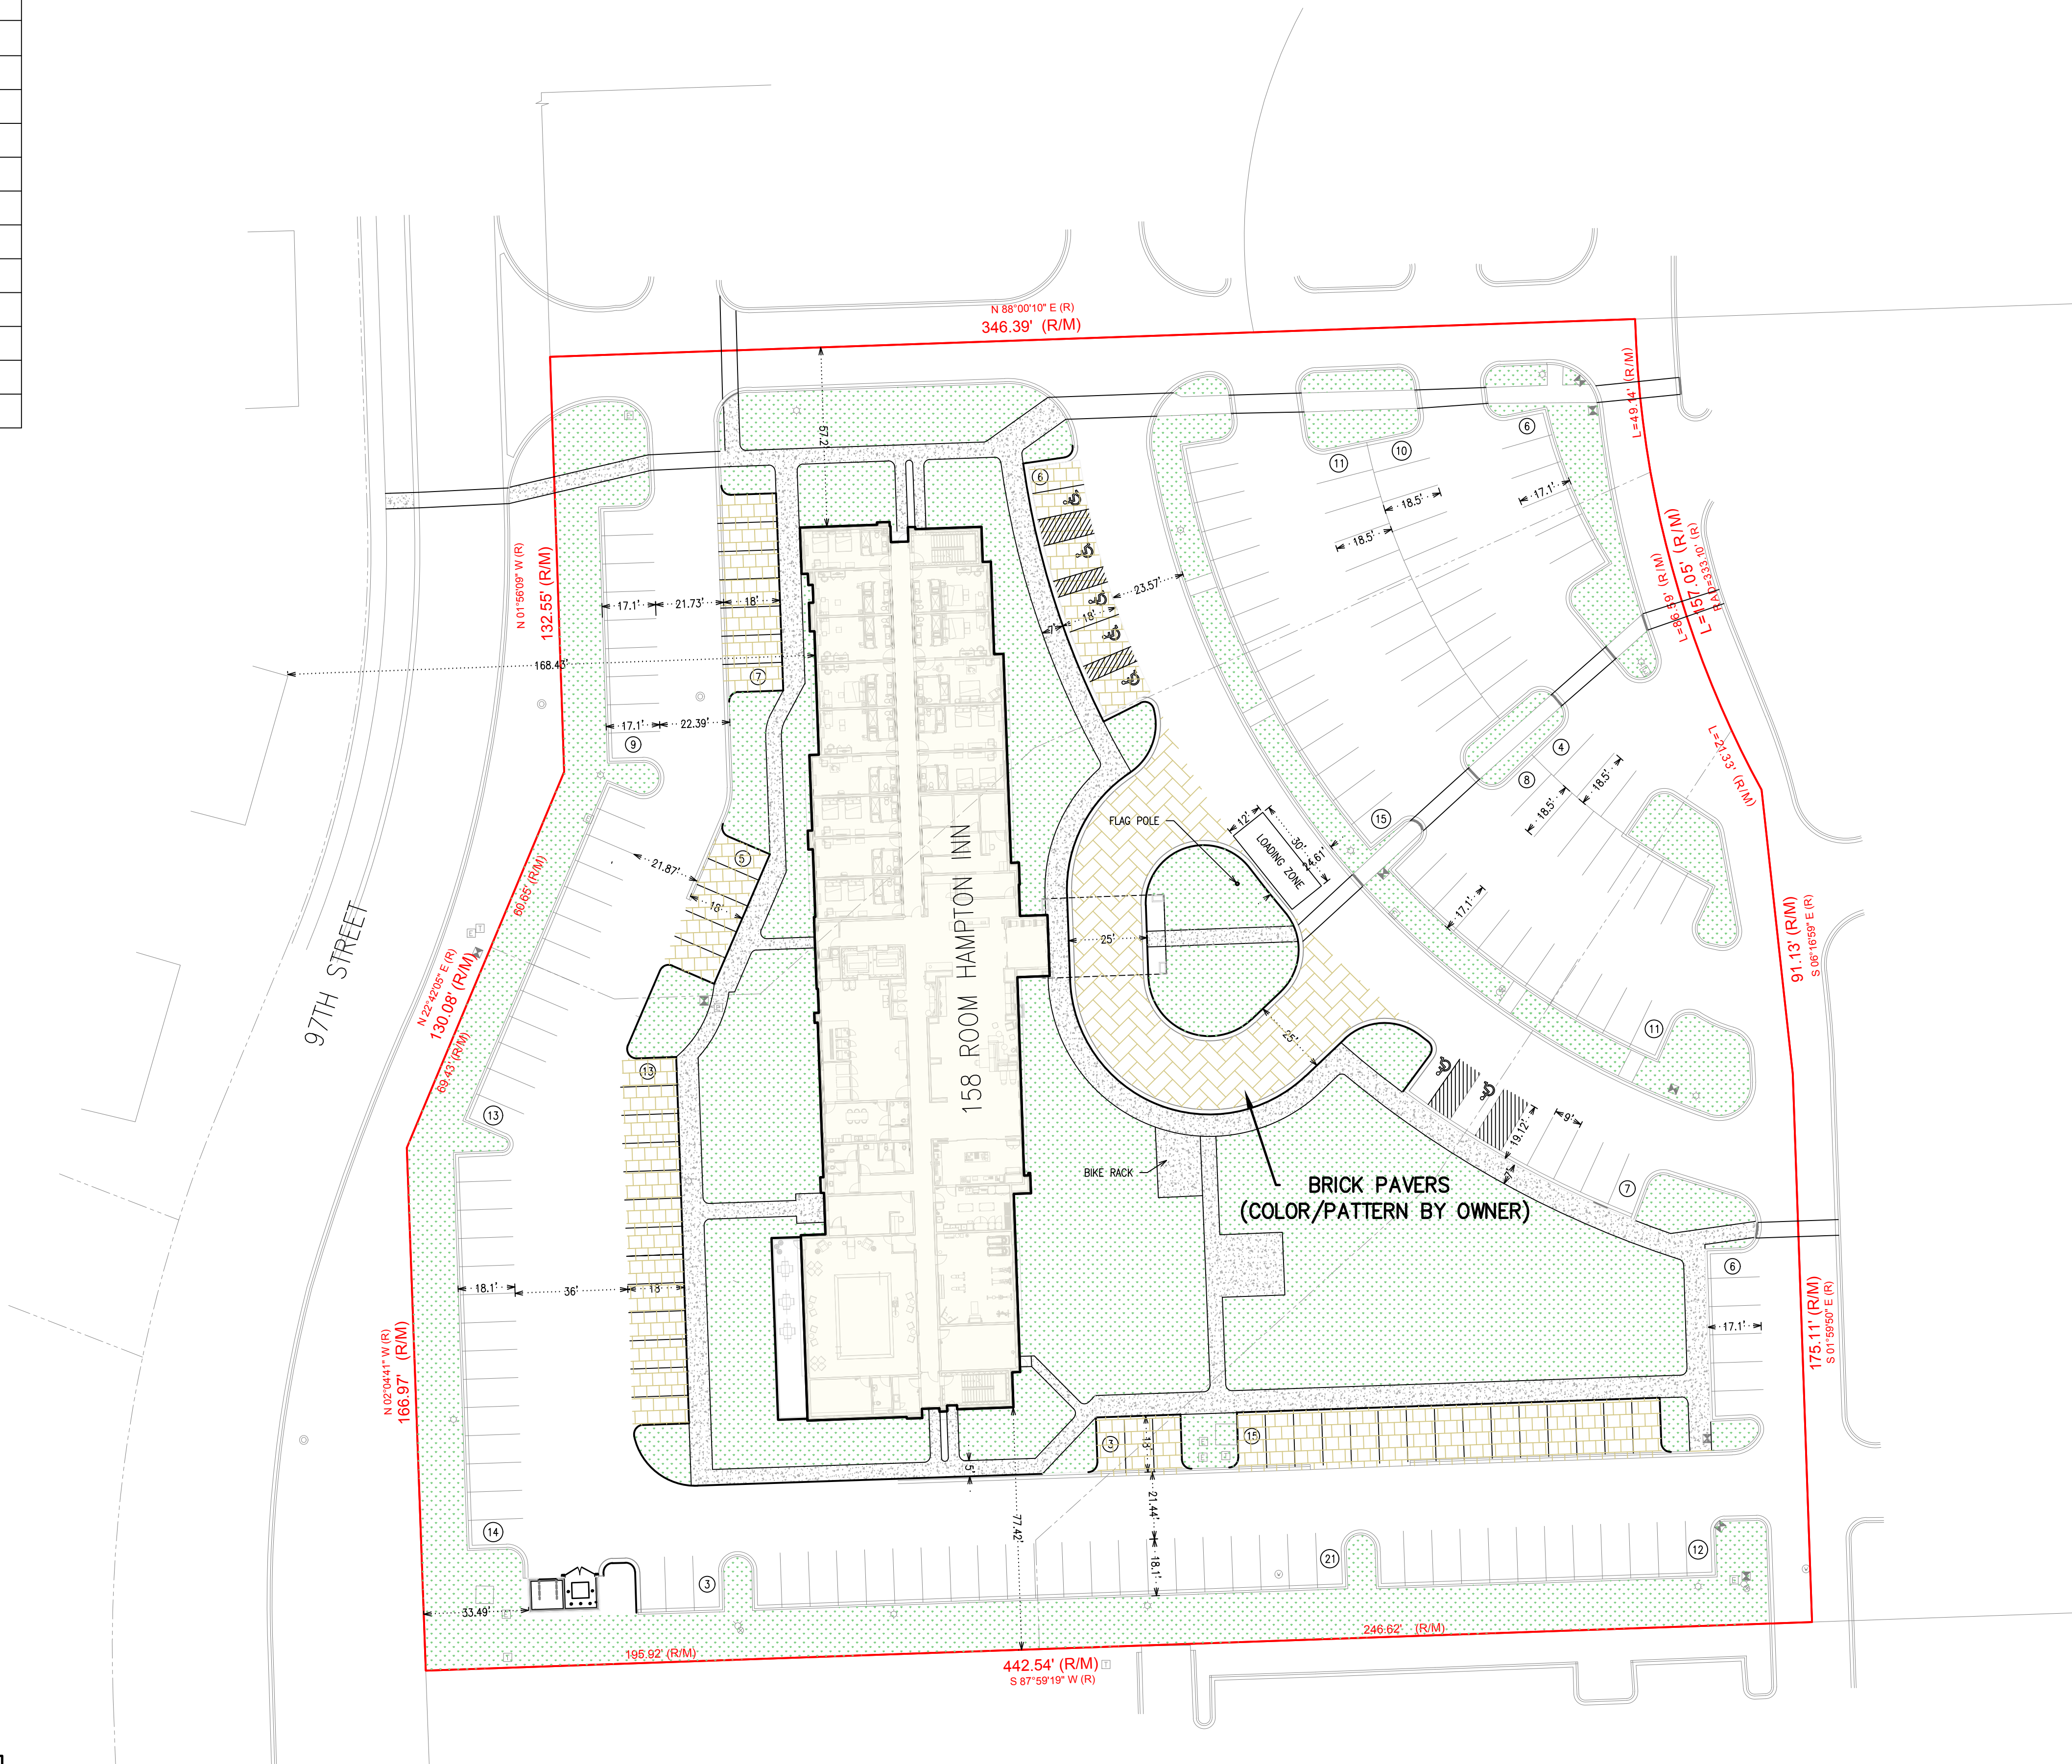 N 88°00'10" E (R)
346.39' (R/M)
L=49.14' (R/M)
57.2'
6
11
10
6
18.5'
18.5'
17.1'
N 01°56'09" W (R)
132.55' (R/M)
17.1'
21.73'
18'
23.57'
18'
7'
L=86.59' (R/M)
L=157.05' (R/M)
RAD=333.10' (R)
168.43'
7
17.1'
22.39'
9
4
8
18.5'
18.5'
L=21.33' (R/M)
15
FLAG POLE
12'
30'
24.61'
LOADING ZONE
5
21.87'
18'
60.65' (R/M)
17.1'
97TH STREET
N 22°42'05" E (R)
130.08' (R/M)
69.43' (R/M)
158 ROOM HAMPTON INN
25'
25'
91.13' (R/M)
S 06°16'59" E (R)
11
13
13
9'
19.12'
7'
BIKE RACK
BRICK PAVERS
(COLOR/PATTERN BY OWNER)
7
6
18.1'
36'
18'
17.1'
175.11' (R/M)
S 01°59'50" E (R)
N 02°04'41" W (R)
166.97' (R/M)
3
18'
15
5'
21.44'
77.42'
18.1'
14
3
21
12
33.49'
195.92' (R/M)
246.62' (R/M)
442.54' (R/M)
S 87°59'19" W (R)